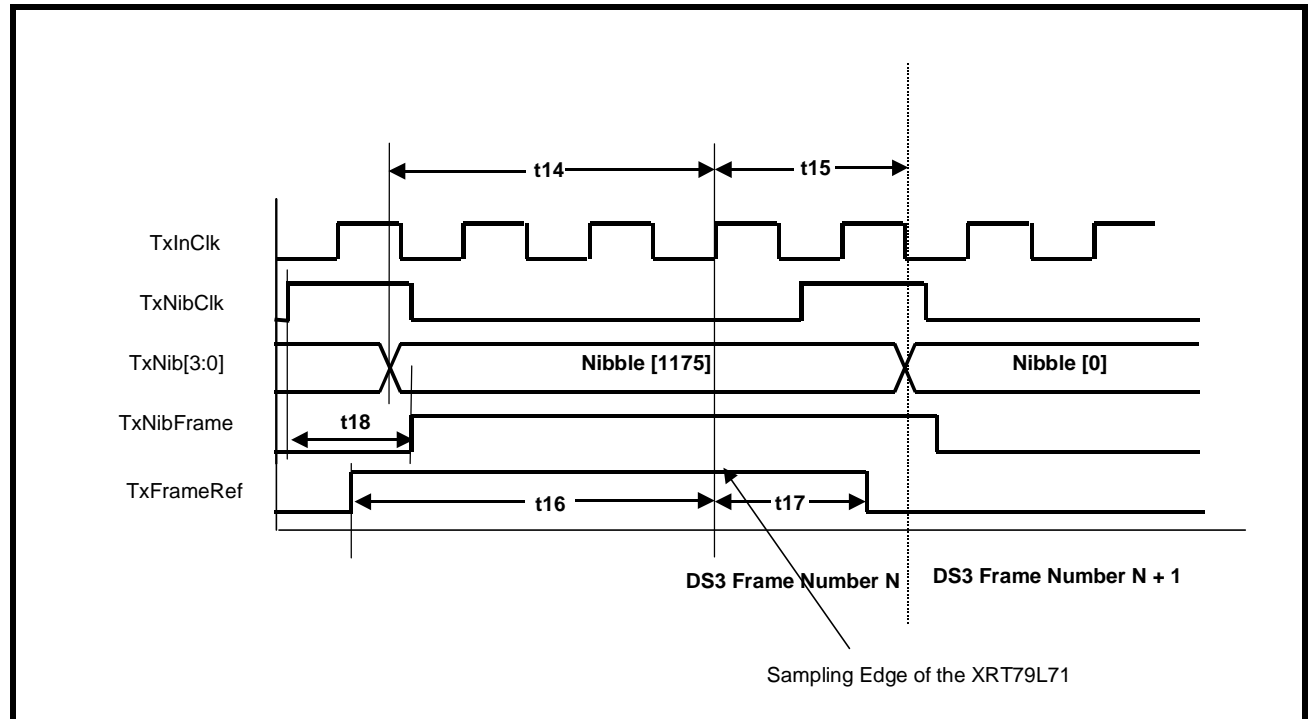 t14
t15
TxInClk
TxNibClk
TxNib[3:0]
Nibble [1175]
Nibble [0]
TxNibFrame
t18
TxFrameRef
t16
t17
DS3 Frame Number N
DS3 Frame Number N + 1
Sampling Edge of the XRT79L71